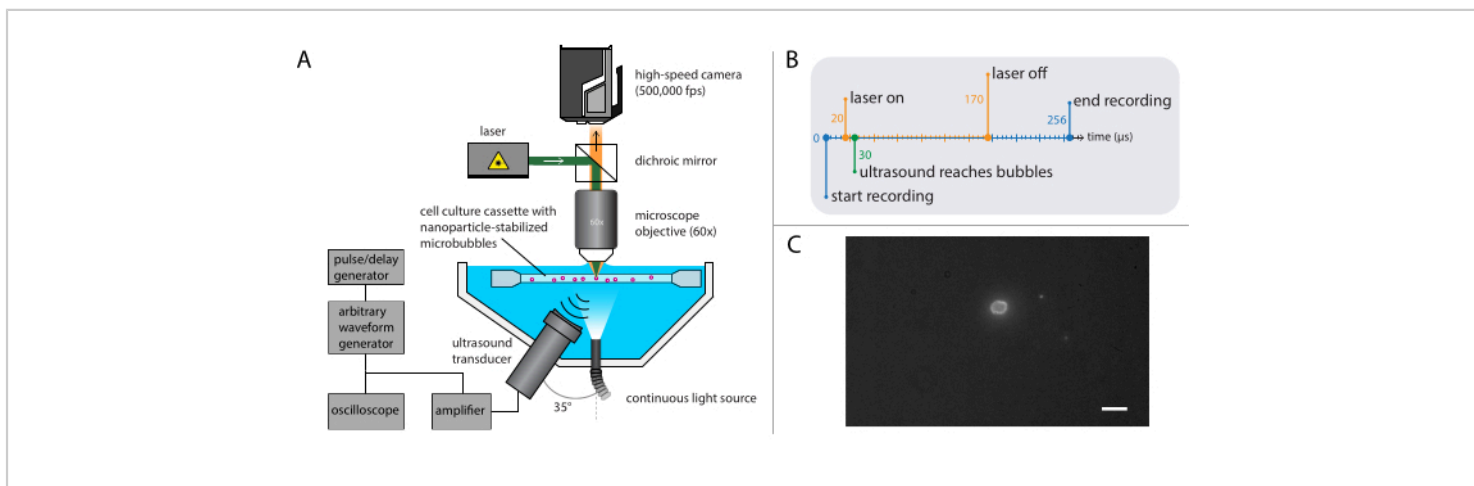 A
high-speed camera
(500,000 fps)
laser
dichroic mirror
60x
microscope
objective (60x)
cell culture cassette with
nanoparticle-stabilized
microbubbles
pulse/delay
generator
arbitrary
waveform
generator
ultrasound
transducer
oscilloscope
amplifier
35°
continuous light source
B
laser off
170
laser on
20
end recording
256
0
time (μs)
30
ultrasound reaches bubbles
start recording
C